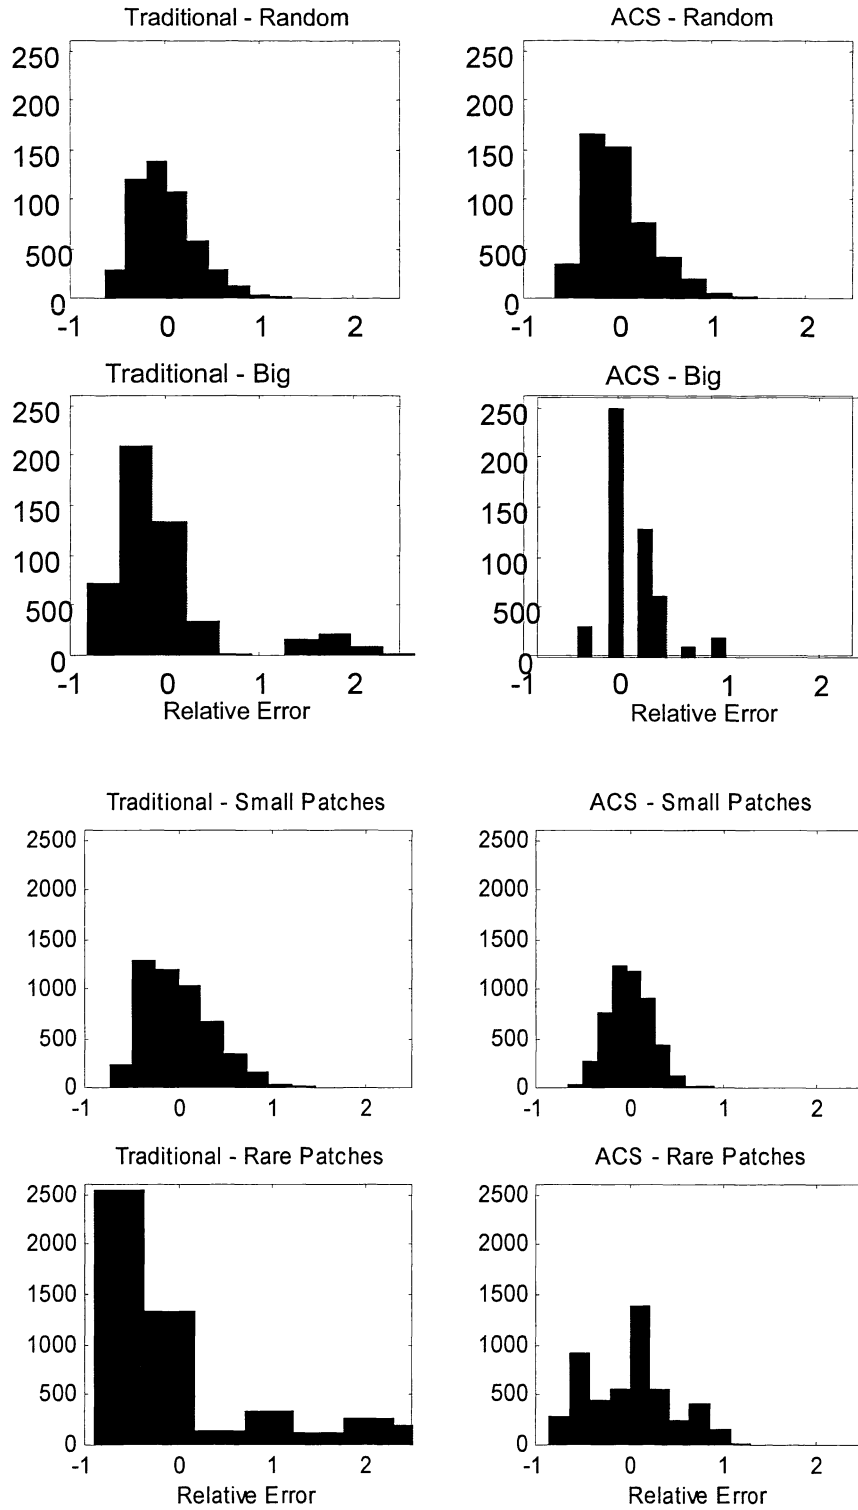 Traditional - Random
250
200
150
100
500
0
-1 0 1 2
ACS - Random
250
200
150
100
500
0
-1 0 1 2
Traditional - Big
250
200
150
100
500
0
-1 0 1 2
Relative Error
ACS - Big
250
200
150
100
500
0
-1 0 1 2
Relative Error
Traditional - Small Patches
2500
2000
1500
1000
500
0
-1 0 1 2
ACS - Small Patches
2500
2000
1500
1000
500
0
-1 0 1 2
Traditional - Rare Patches
2500
2000
1500
1000
500
0
-1 0 1 2
Relative Error
ACS - Rare Patches
2500
2000
1500
1000
500
0
-1 0 1 2
Relative Error